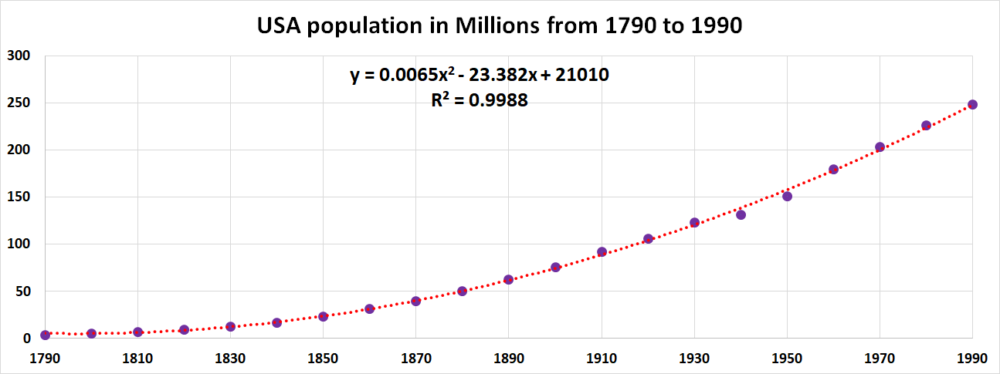 USA population in Millions from 1790 to 1990
300
y = 0.0065x² - 23.382x + 21010
R² = 0.9988
250
200
150
100
50
0
1790 1810 1830 1850 1870 1890 1910 1930 1950 1970 1990